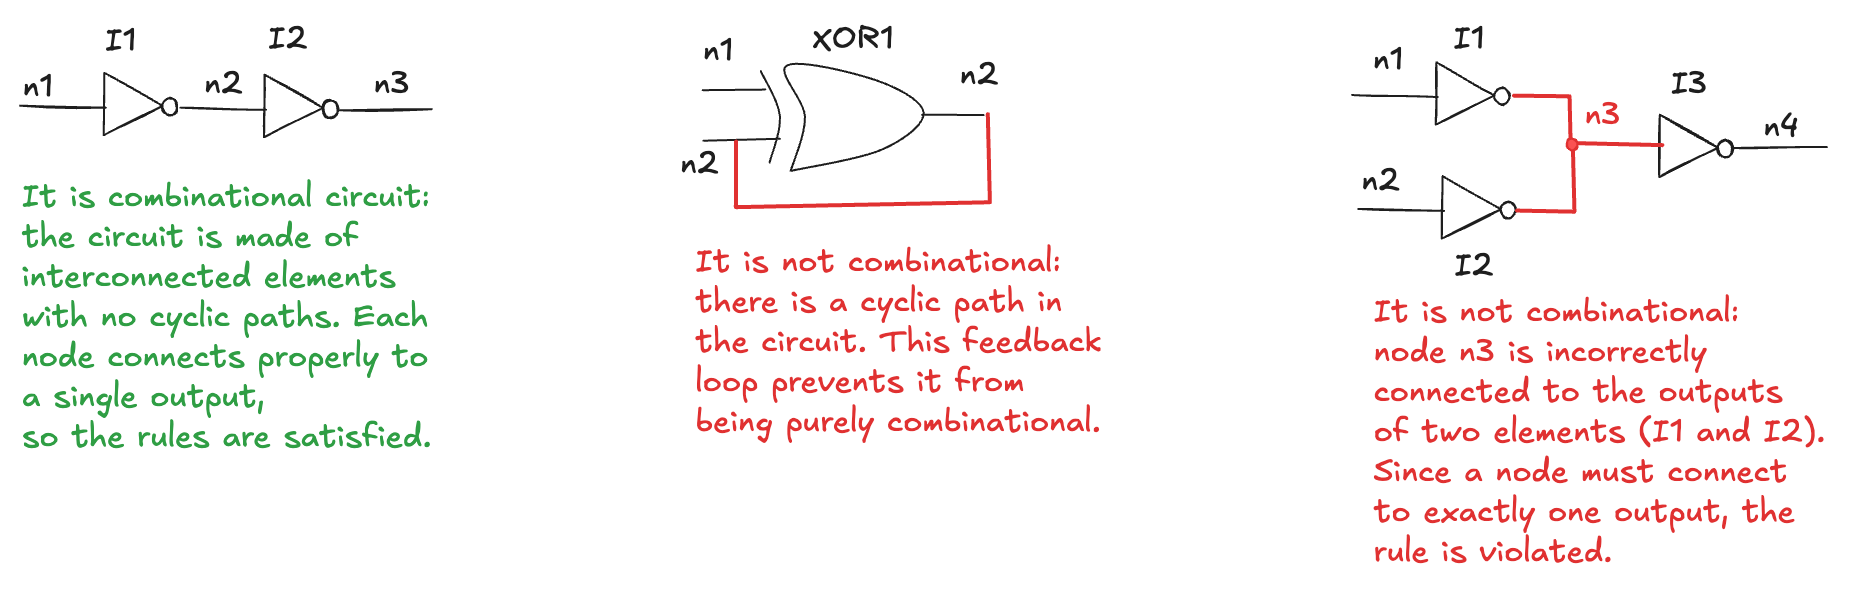 I1
I2
n1
n2
n3
It is combinational circuit:
the circuit is made of
interconnected elements
with no cyclic paths. Each
node connects properly to
a single output,
so the rules are satisfied.
XOR1
n1
n2
n2
It is not combinational:
there is a cyclic path in
the circuit. This feedback
loop prevents it from
being purely combinational.
I1
n1
I3
n3
n4
n2
I2
It is not combinational:
node n3 is incorrectly
connected to the outputs
of two elements (I1 and I2).
Since a node must connect
to exactly one output, the
rule is violated.